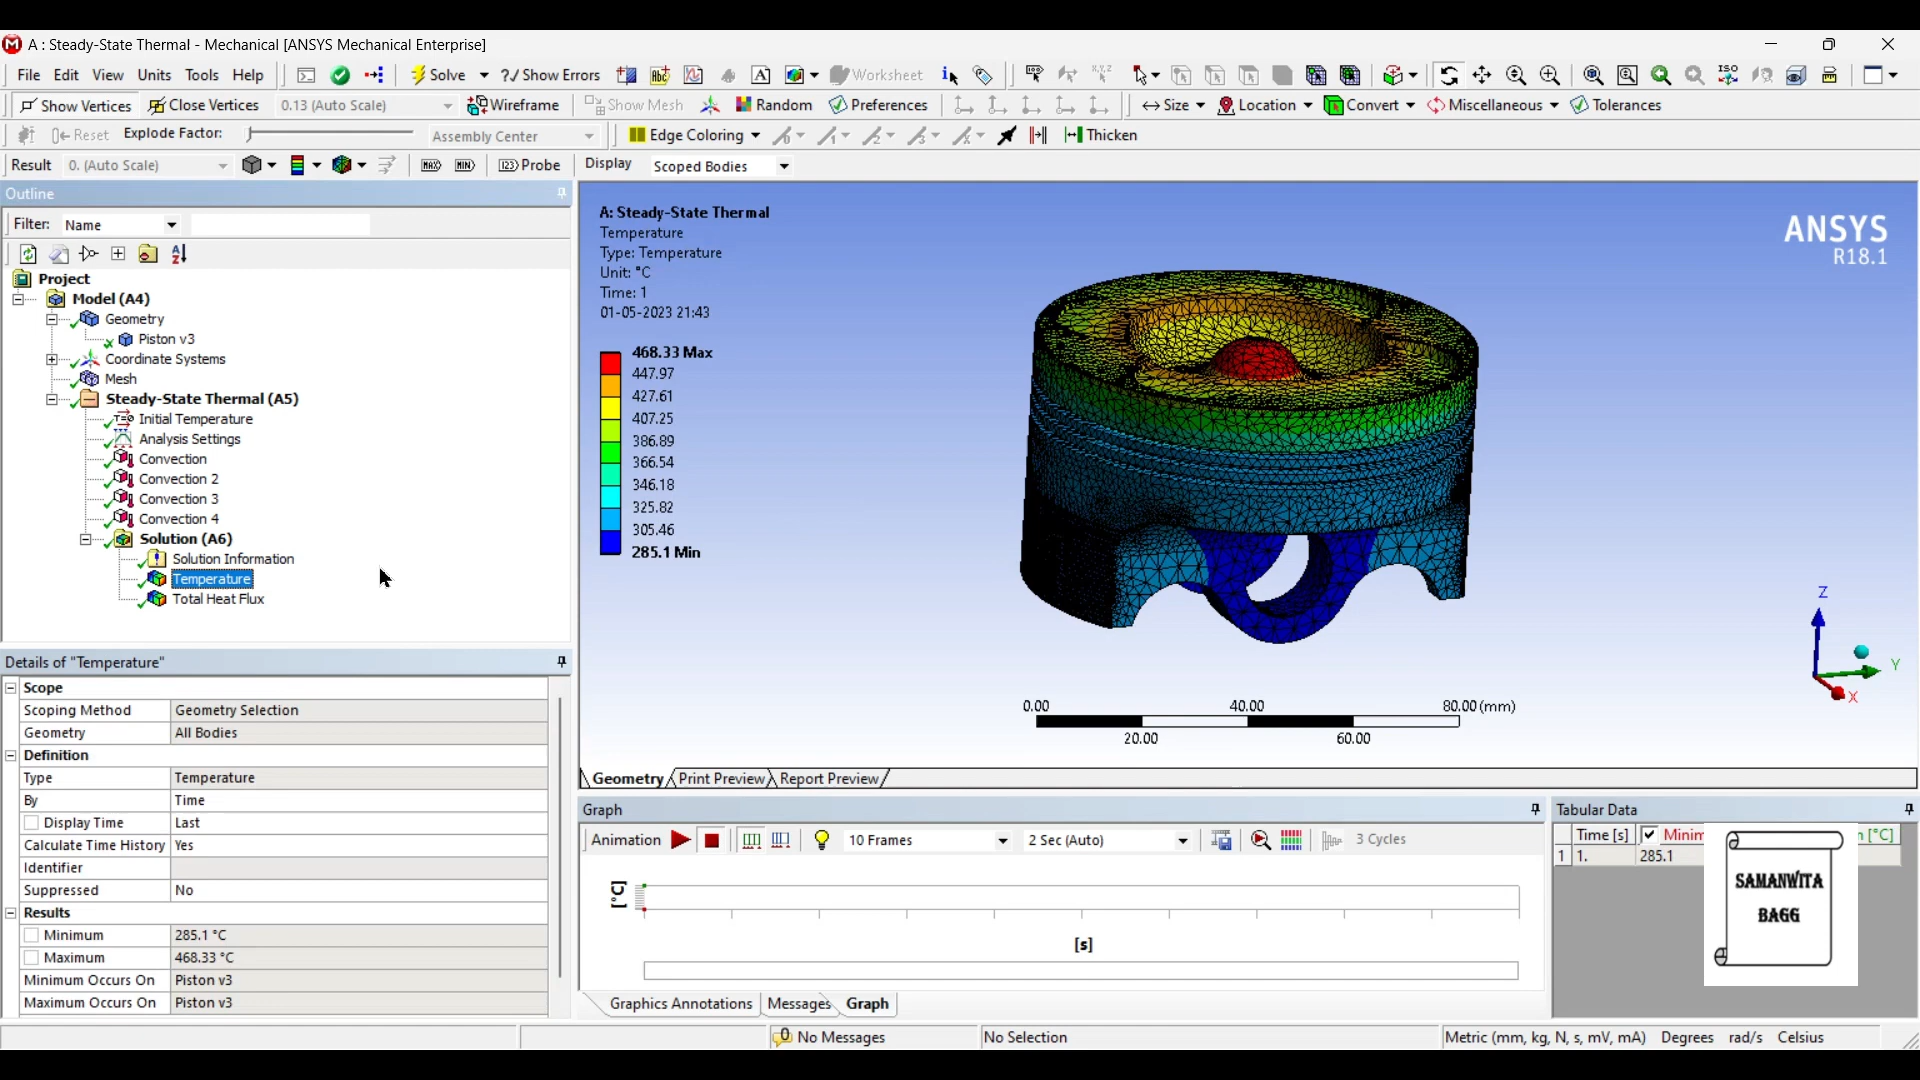 A : Steady-State Thermal - Mechanical [ANSYS Mechanical Enterprise]
File Edit View Units Tools Help Solve ?/ Show Errors Worksheet
Show Vertices Close Vertices 0.13 (Auto Scale) Wireframe Show Mesh Random Preferences Size Location Convert Miscellaneous Tolerances
Reset Explode Factor: Assembly Center Edge Coloring Thicken
Result 0. (Auto Scale) MAX MIN Probe Display Scoped Bodies
Outline
Filter: Name
Project
Model (A4)
Geometry
Piston v3
Coordinate Systems
Mesh
Steady-State Thermal (A5)
Initial Temperature
Analysis Settings
Convection
Convection 2
Convection 3
Convection 4
Solution (A6)
Solution Information
Temperature
Total Heat Flux
Details of "Temperature"
Scope
Scoping Method Geometry Selection
Geometry All Bodies
Definition
Type Temperature
By Time
Display Time Last
Calculate Time History Yes
Identifier
Suppressed No
Results
Minimum 285.1 °C
Maximum 468.33 °C
Minimum Occurs On Piston v3
Maximum Occurs On Piston v3
A: Steady-State Thermal
Temperature
Type: Temperature
Unit: °C
Time: 1
01-05-2023 21:43
468.33 Max
447.97
427.61
407.25
386.89
366.54
346.18
325.82
305.46
285.1 Min
ANSYS
R18.1
Z
Y
X
0.00 40.00 80.00 (mm)
20.00 60.00
Geometry Print Preview Report Preview
Graph
Animation 10 Frames 2 Sec (Auto) 3 Cycles
[°C]
[s]
Graphics Annotations Messages Graph
Tabular Data
Time [s] Minim [°C]
1 1. 285.1
SAMANWITA
BAGG
No Messages No Selection Metric (mm, kg, N, s, mV, mA) Degrees rad/s Celsius